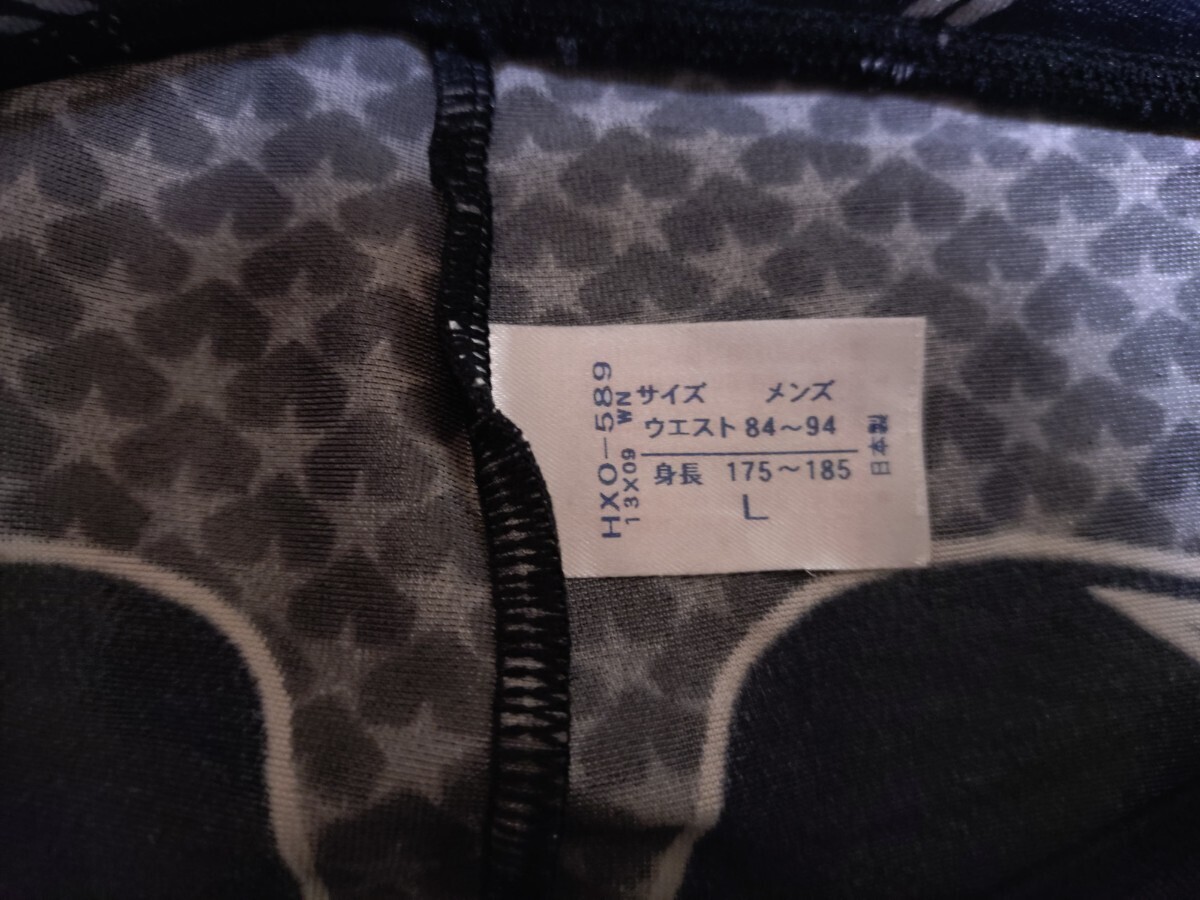 サイズ メンズ
ウエスト 84～94
身長 175～185
L
HXO-589
13X09 WN
日本製